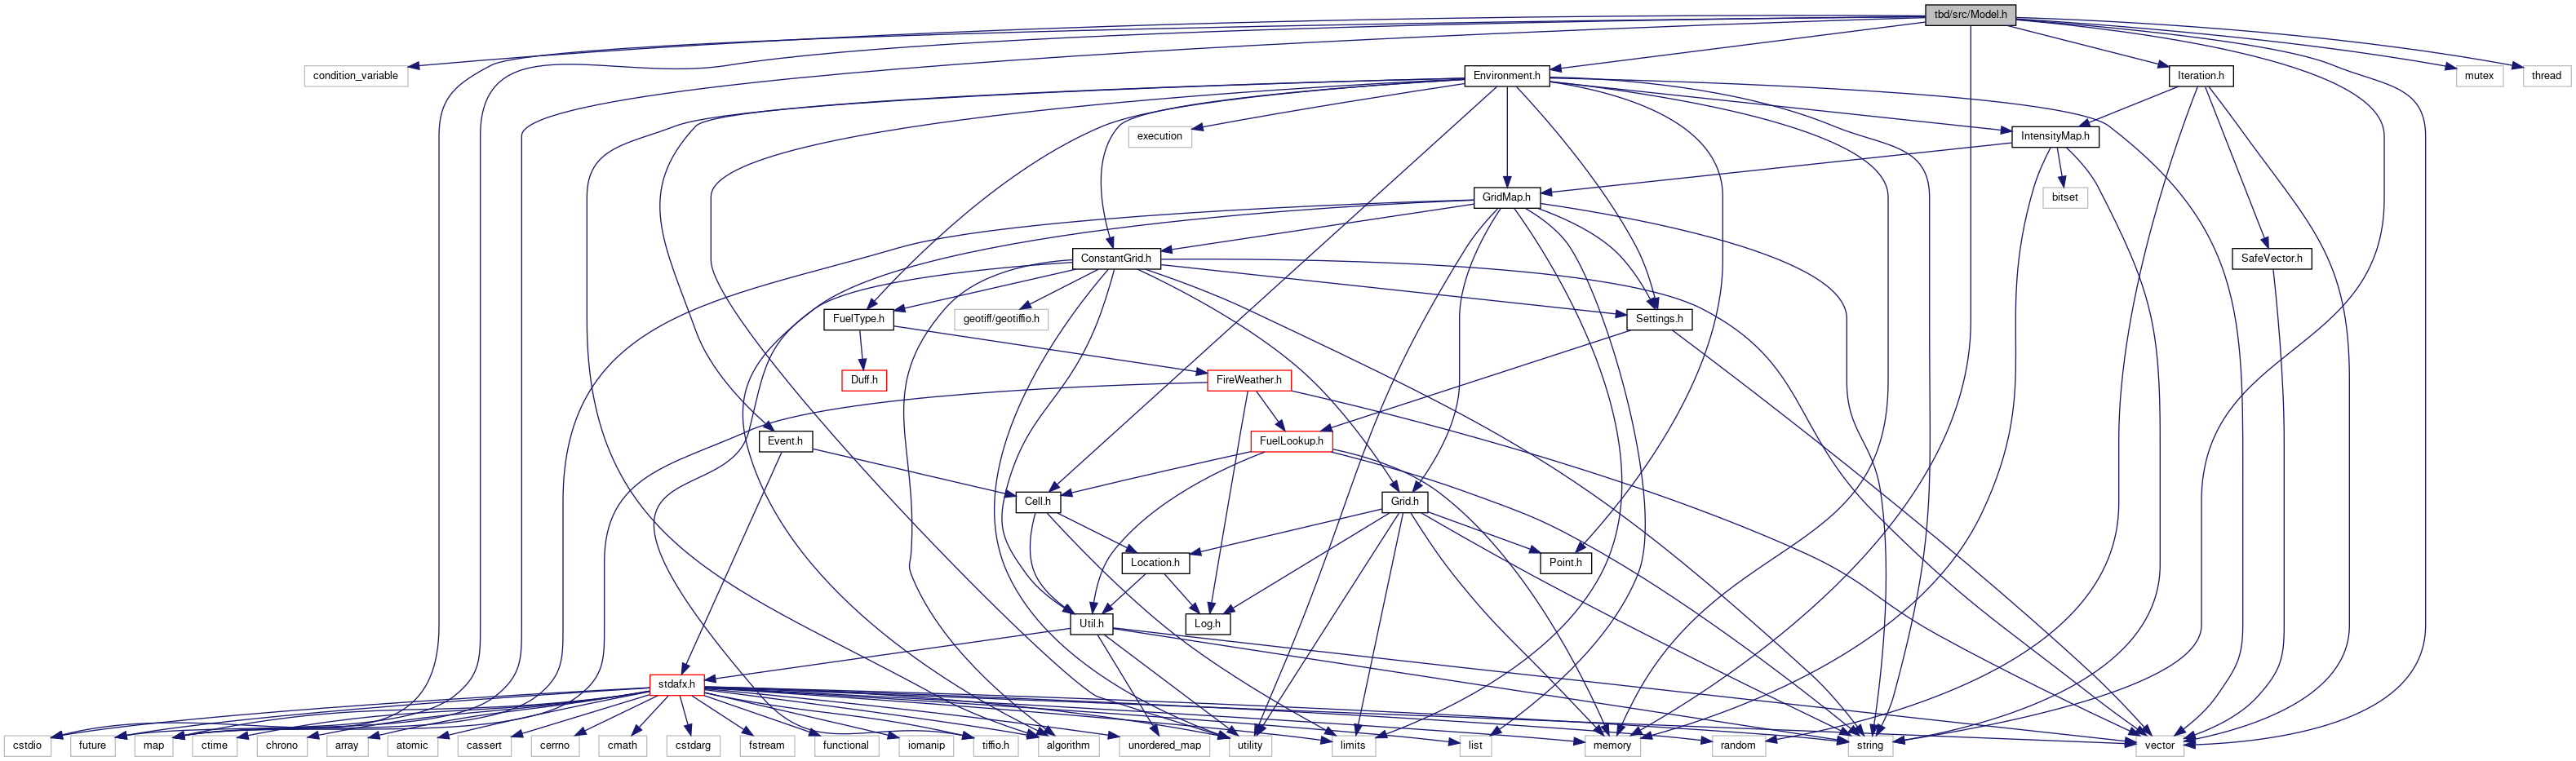 tbd/src/Model.h
condition_variable
Environment.h
Iteration.h
mutex
thread
execution
IntensityMap.h
GridMap.h
bitset
ConstantGrid.h
SafeVector.h
FuelType.h
geotiff/geotiffio.h
Settings.h
Duff.h
FireWeather.h
Event.h
FuelLookup.h
Cell.h
Grid.h
Location.h
Point.h
Util.h
Log.h
stdafx.h
cstdio
future
map
ctime
chrono
array
atomic
cassert
cerrno
cmath
cstdarg
fstream
functional
iomanip
tiffio.h
algorithm
unordered_map
utility
limits
list
memory
random
string
vector